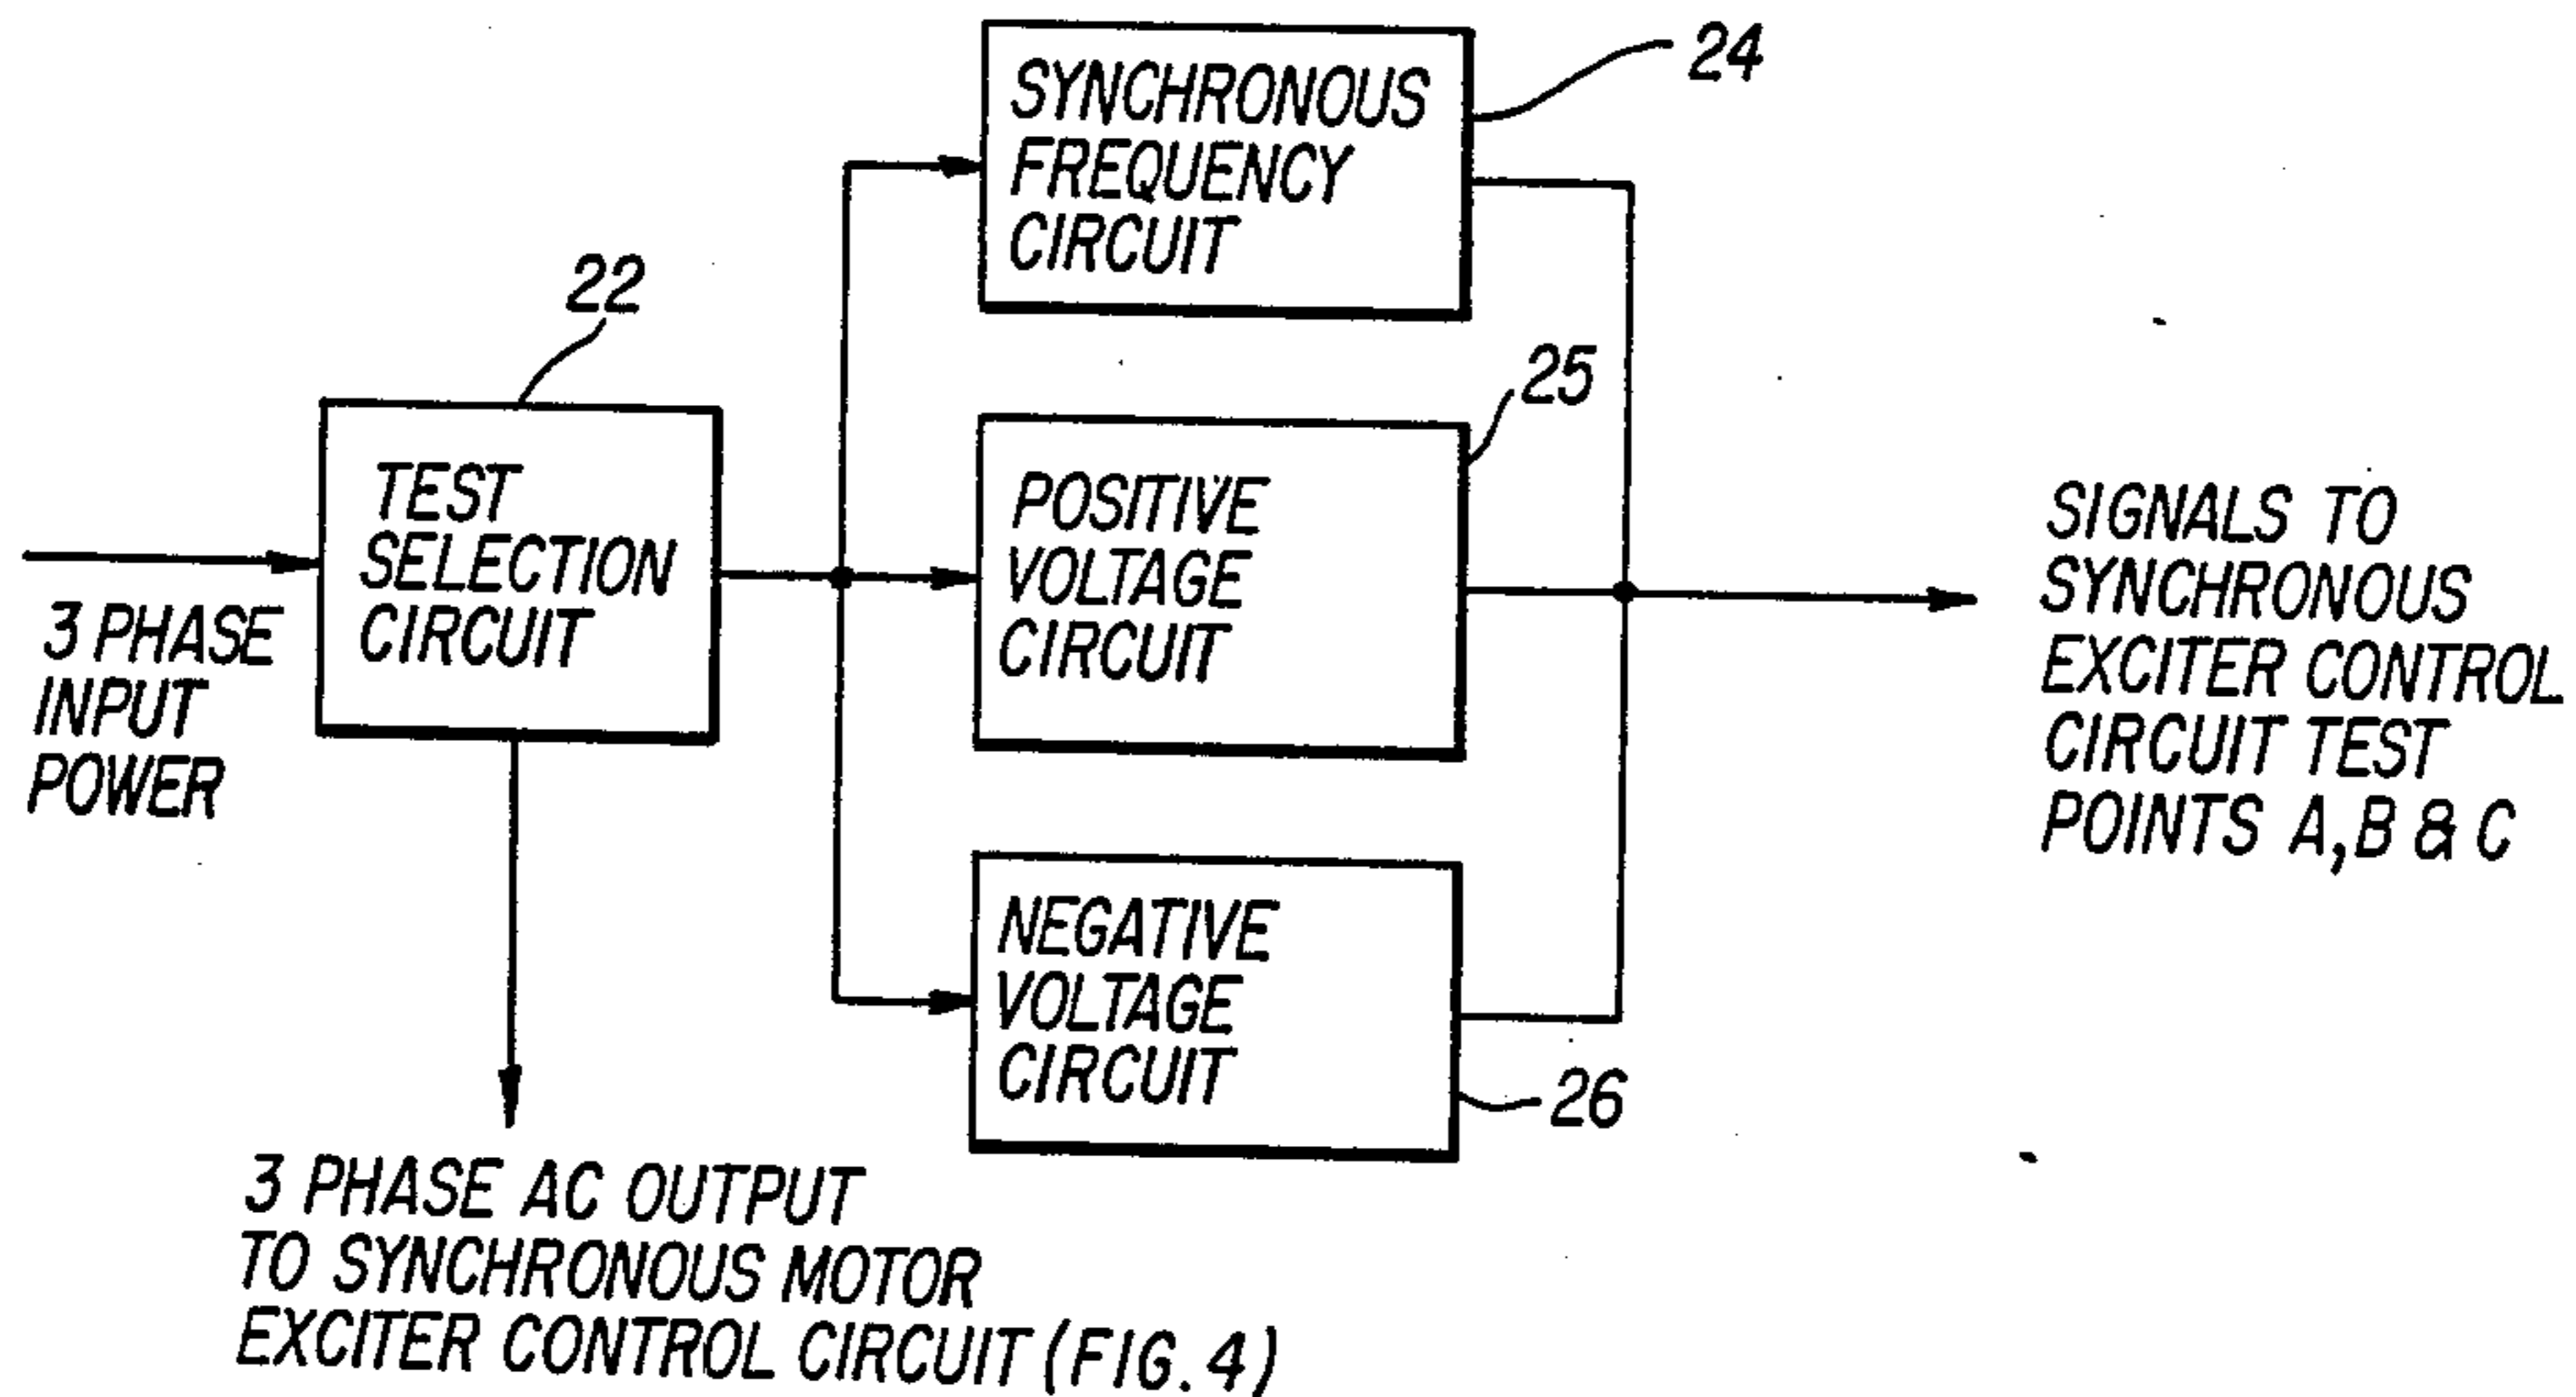 24
SYNCHRONOUS
FREQUENCY
CIRCUIT
22
25
TEST
SELECTION
CIRCUIT
POSITIVE
VOLTAGE
CIRCUIT
3 PHASE
INPUT
POWER
SIGNALS TO
SYNCHRONOUS
EXCITER CONTROL
CIRCUIT TEST
POINTS A, B & C
NEGATIVE
VOLTAGE
CIRCUIT
26
3 PHASE AC OUTPUT
TO SYNCHRONOUS MOTOR
EXCITER CONTROL CIRCUIT (FIG. 4)